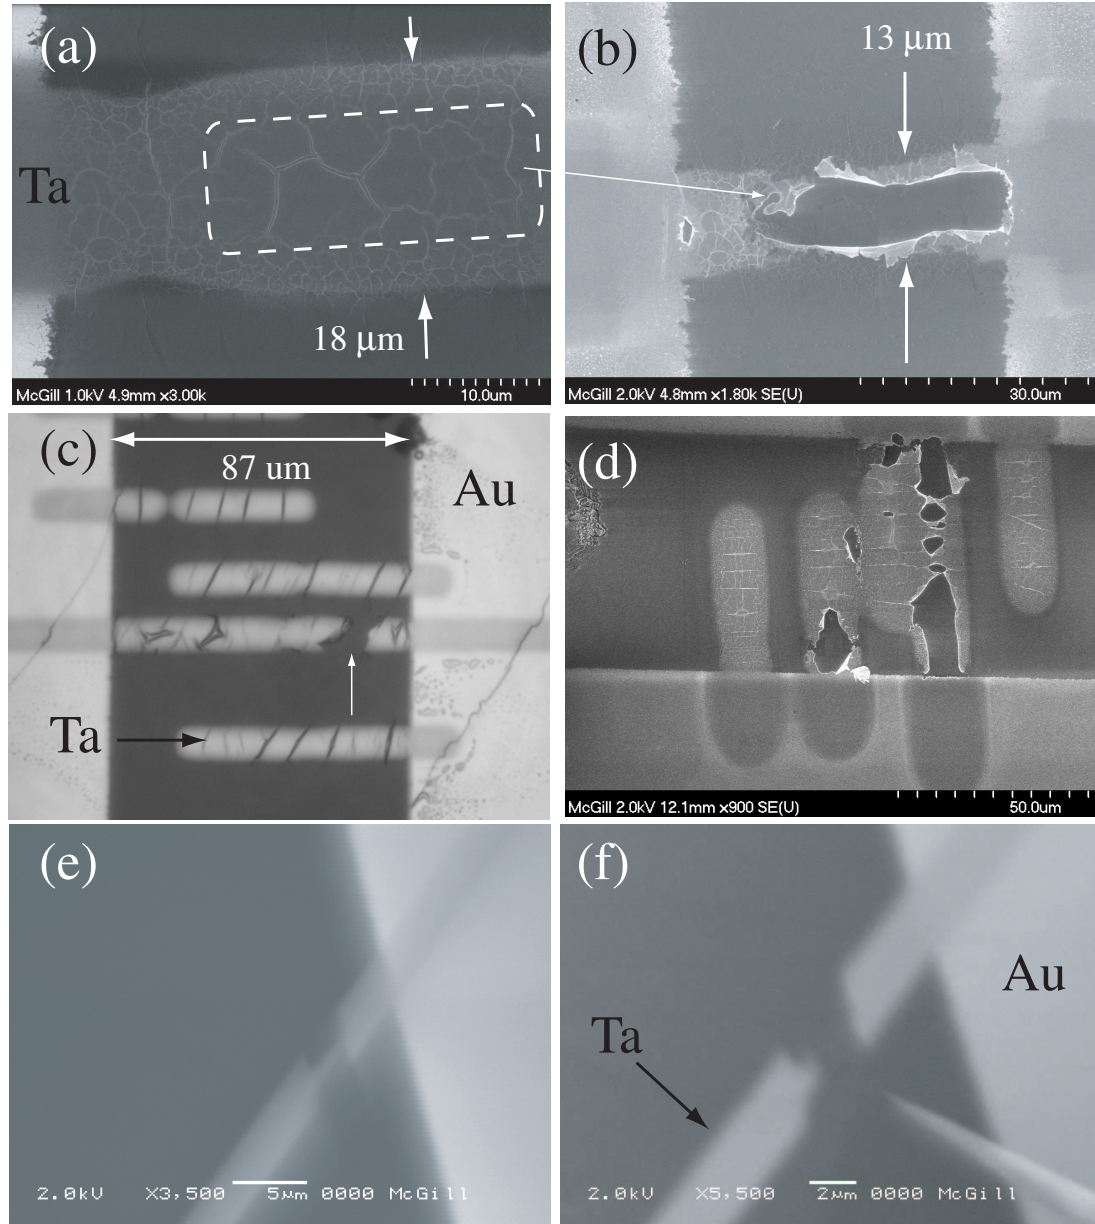 (a)
Ta
18 μm
McGill 1.0kV 4.9mm x3.00k
10.0um
(b)
13 μm
McGill 2.0kV 4.8mm x1.80k SE(U)
30.0um
(c)
87 um
Au
Ta
(d)
McGill 2.0kV 12.1mm x900 SE(U)
50.0um
(e)
2.0kV X3,500 5μm 0000 McGill
(f)
Au
Ta
2.0kV X5,500 2μm 0000 McGill